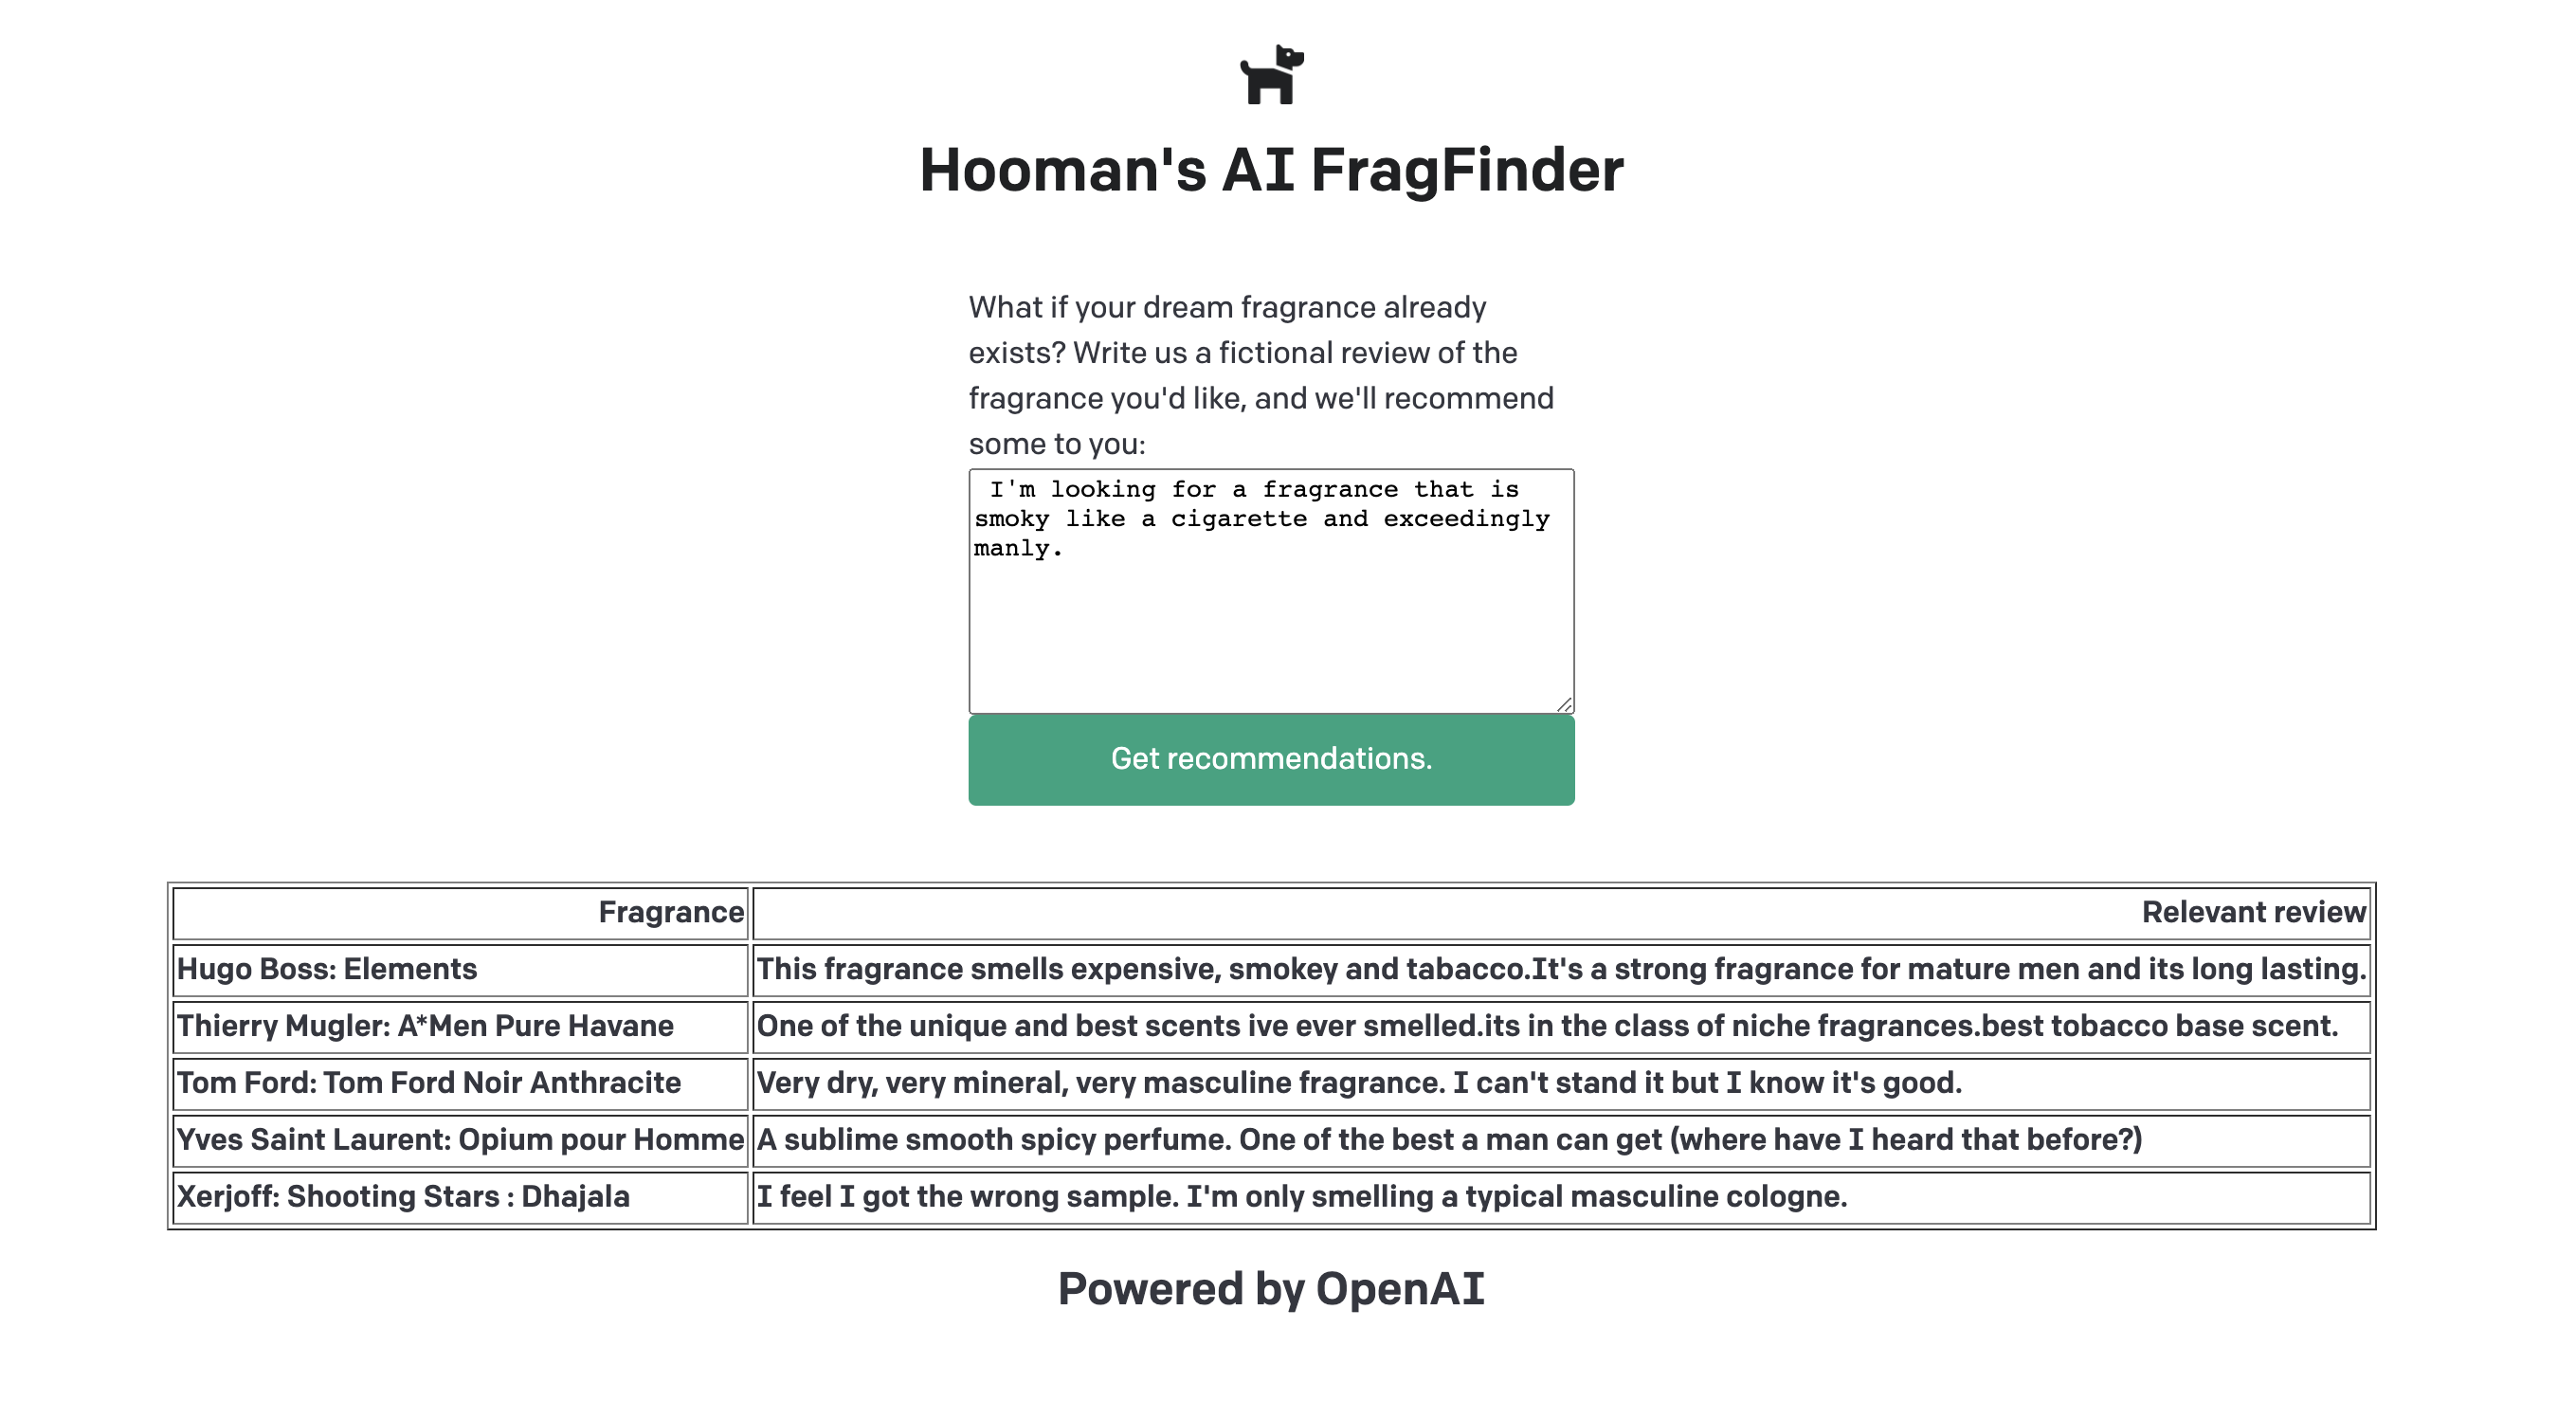 Hooman's AI FragFinder
What if your dream fragrance already
exists? Write us a fictional review of the
fragrance you'd like, and we'll recommend
some to you:
I'm looking for a fragrance that is
smoky like a cigarette and exceedingly
manly.
Get recommendations.
Fragrance Relevant review
Hugo Boss: Elements This fragrance smells expensive, smokey and tabacco.It's a strong fragrance for mature men and its long lasting.
Thierry Mugler: A*Men Pure Havane One of the unique and best scents ive ever smelled.its in the class of niche fragrances.best tobacco base scent.
Tom Ford: Tom Ford Noir Anthracite Very dry, very mineral, very masculine fragrance. I can't stand it but I know it's good.
Yves Saint Laurent: Opium pour Homme A sublime smooth spicy perfume. One of the best a man can get (where have I heard that before?)
Xerjoff: Shooting Stars : Dhajala I feel I got the wrong sample. I'm only smelling a typical masculine cologne.
Powered by OpenAI